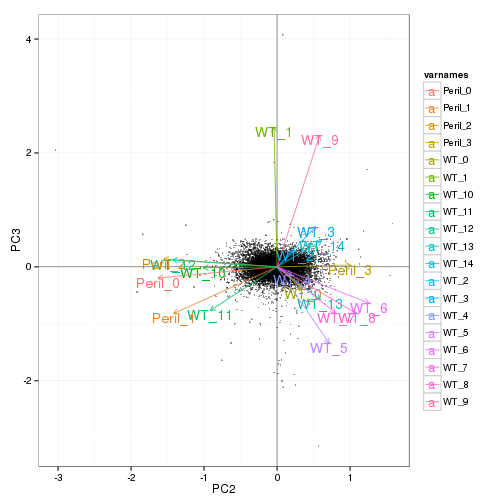 varnames
a Peril_0
a Peril_1
a Peril_2
a Peril_3
a WT_0
a WT_1
a WT_10
a WT_11
a WT_12
a WT_13
a WT_14
a WT_2
a WT_3
a WT_4
a WT_5
a WT_6
a WT_7
a WT_8
a WT_9
4
2
0
-2
PC3
WT_1
WT_9
WT_3
WT_14
WT_10
Peril_3
Peril_0
WT_13
WT_6
Peril_1
WT_11
WT_8
WT_5
-3
-2
-1
0
1
PC2